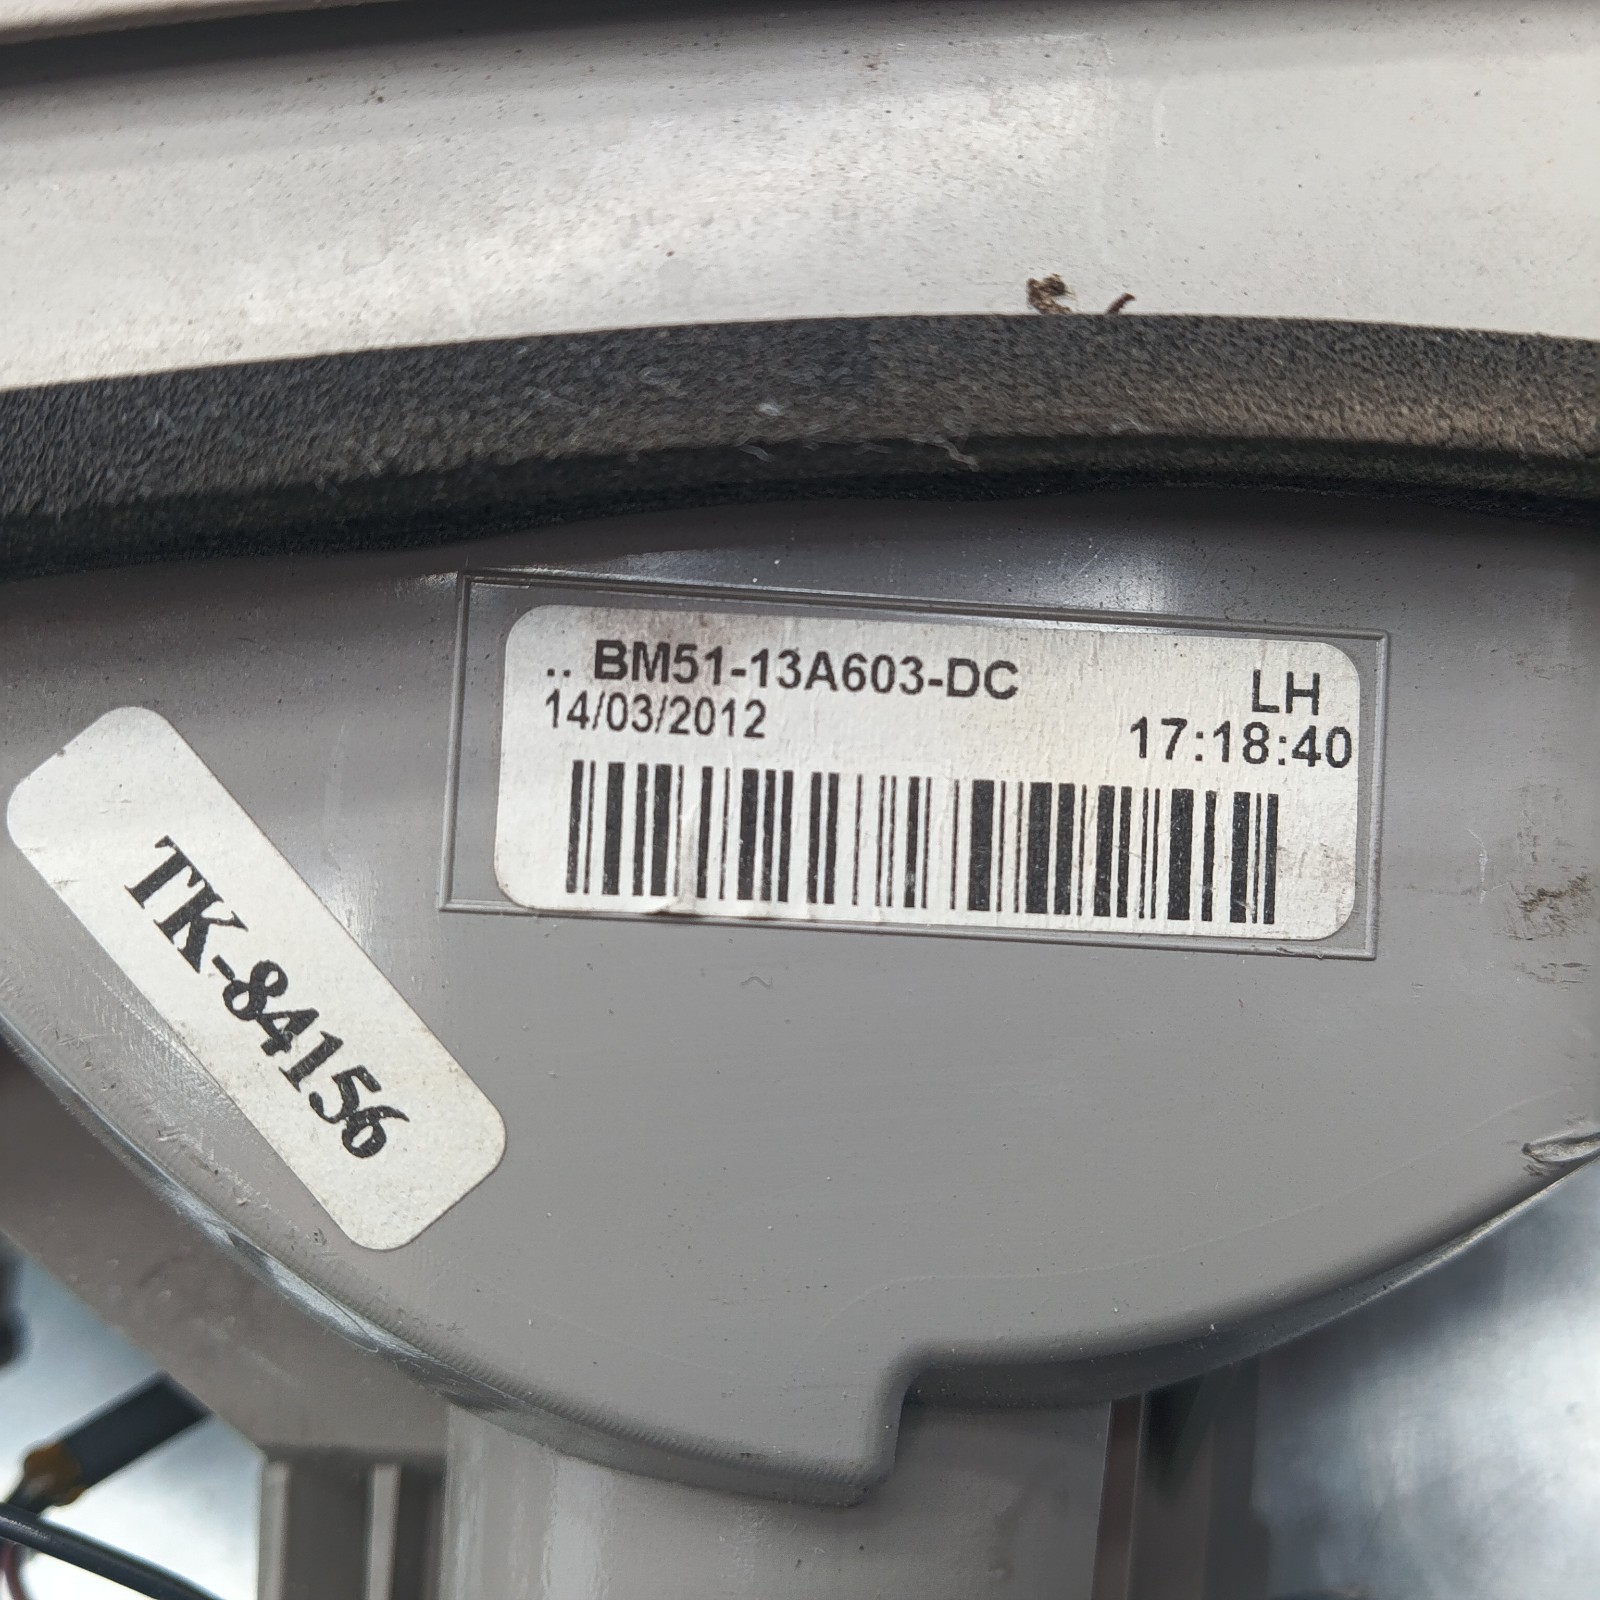 .. BM51-13A603-DC LH
14/03/2012 17:18:40
TK-84156